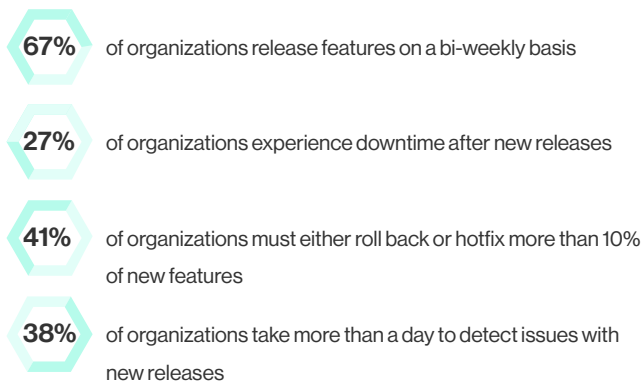 67% of organizations release features on a bi-weekly basis
27% of organizations experience downtime after new releases
41% of organizations must either roll back or hotfix more than 10%
of new features
38% of organizations take more than a day to detect issues with
new releases